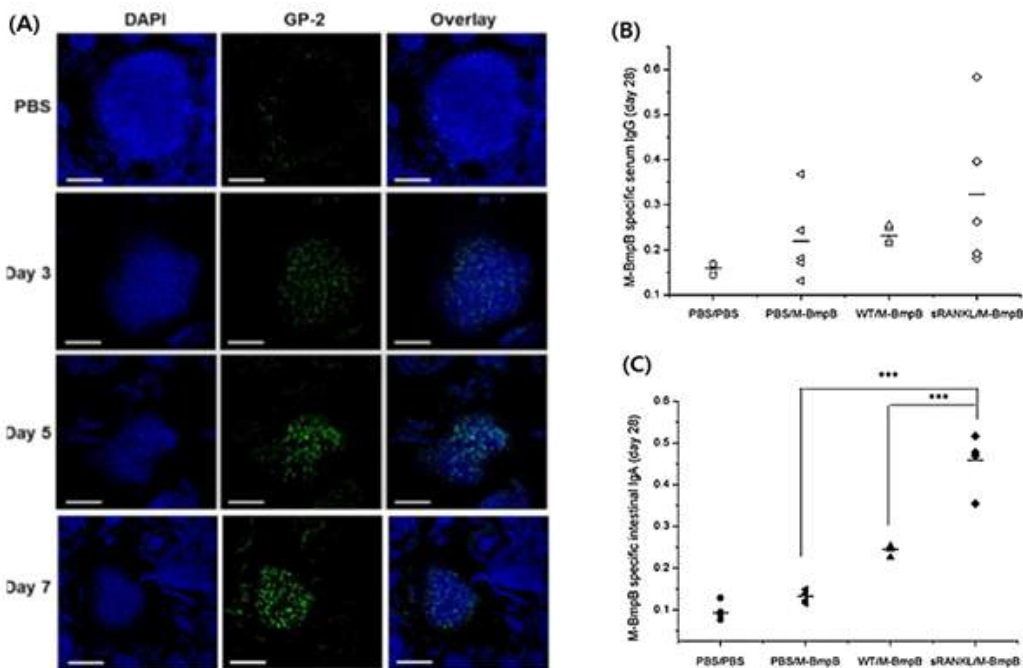 (A)
DAPI GP-2 Overlay
PBS
Day 3
Day 5
Day 7
(B)
M-BmpB specific serum IgG (day 28)
0.6
0.5
0.4
0.3
0.2
0.1
PBS/PBS PBS/M-BmpB WT/M-BmpB sRANKL/M-BmpB
(C)
M-BmpB specific intestinal IgA (day 28)
***
***
0.6
0.5
0.4
0.3
0.2
0.1
PBS/PBS PBS/M-BmpB WT/M-BmpB sRANKL/M-BmpB